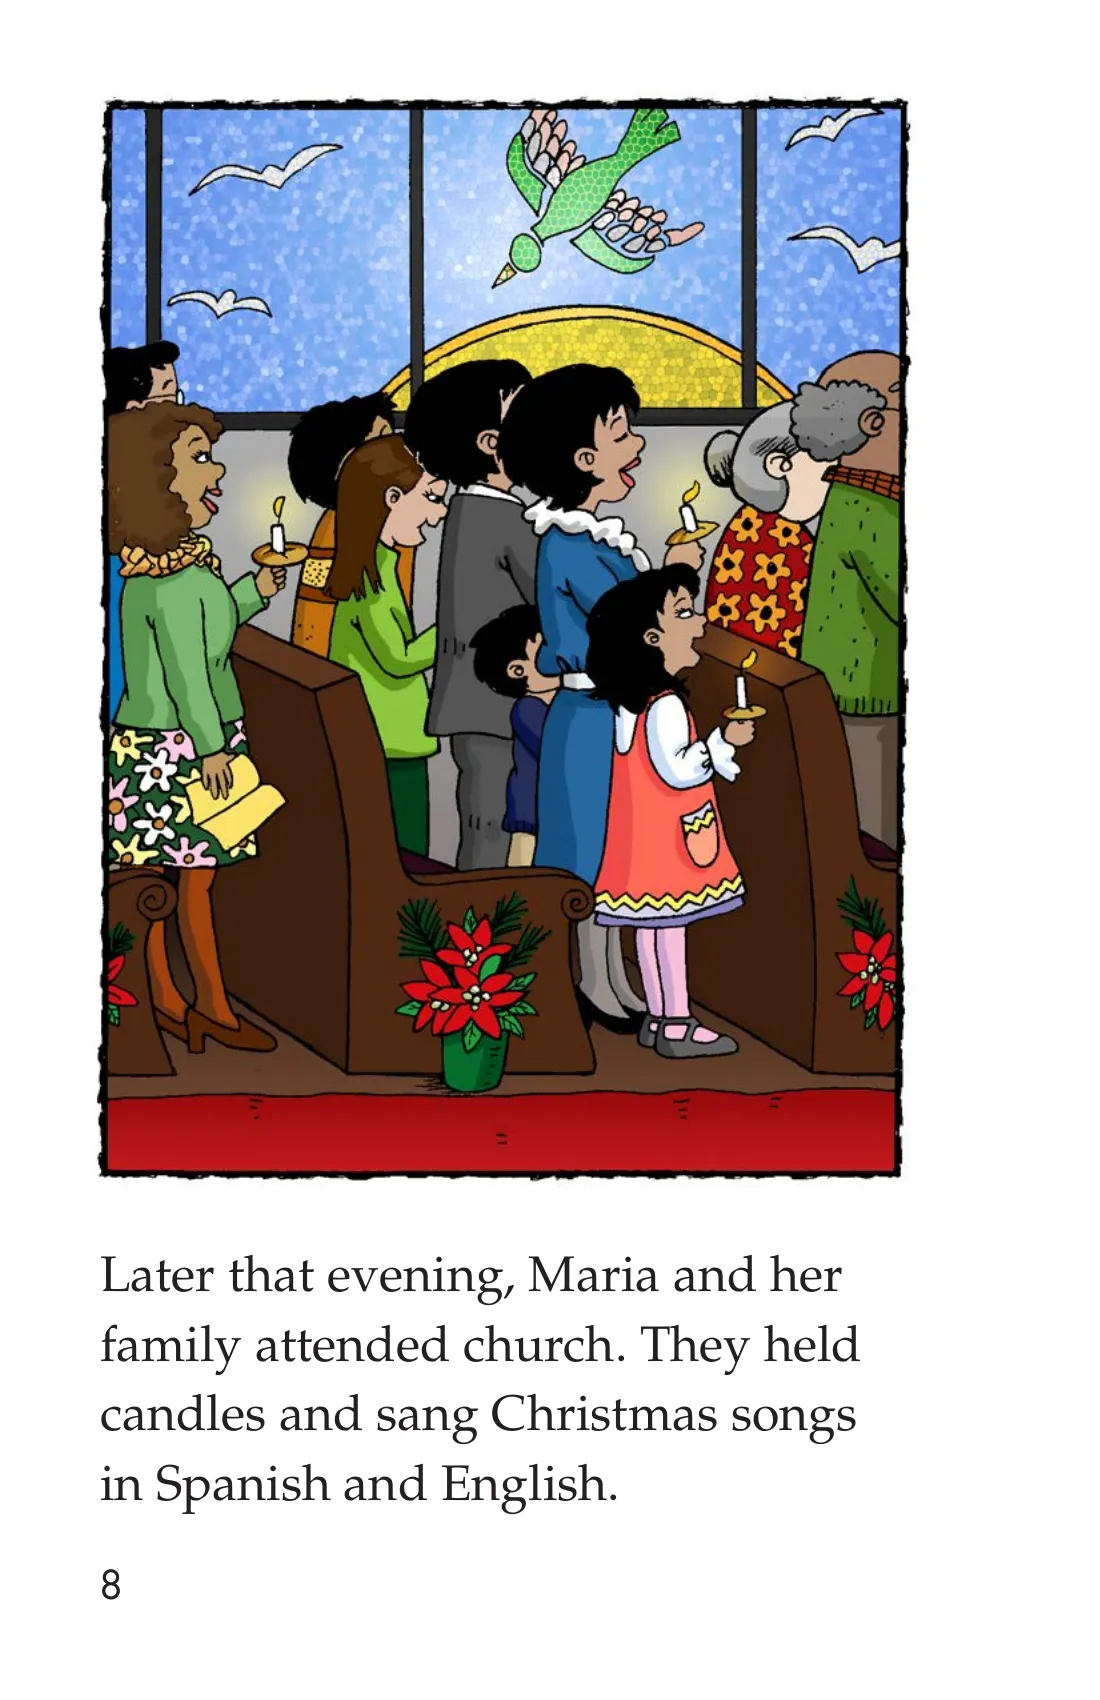 Later that evening, Maria and her
family attended church. They held
candles and sang Christmas songs
in Spanish and English.
8